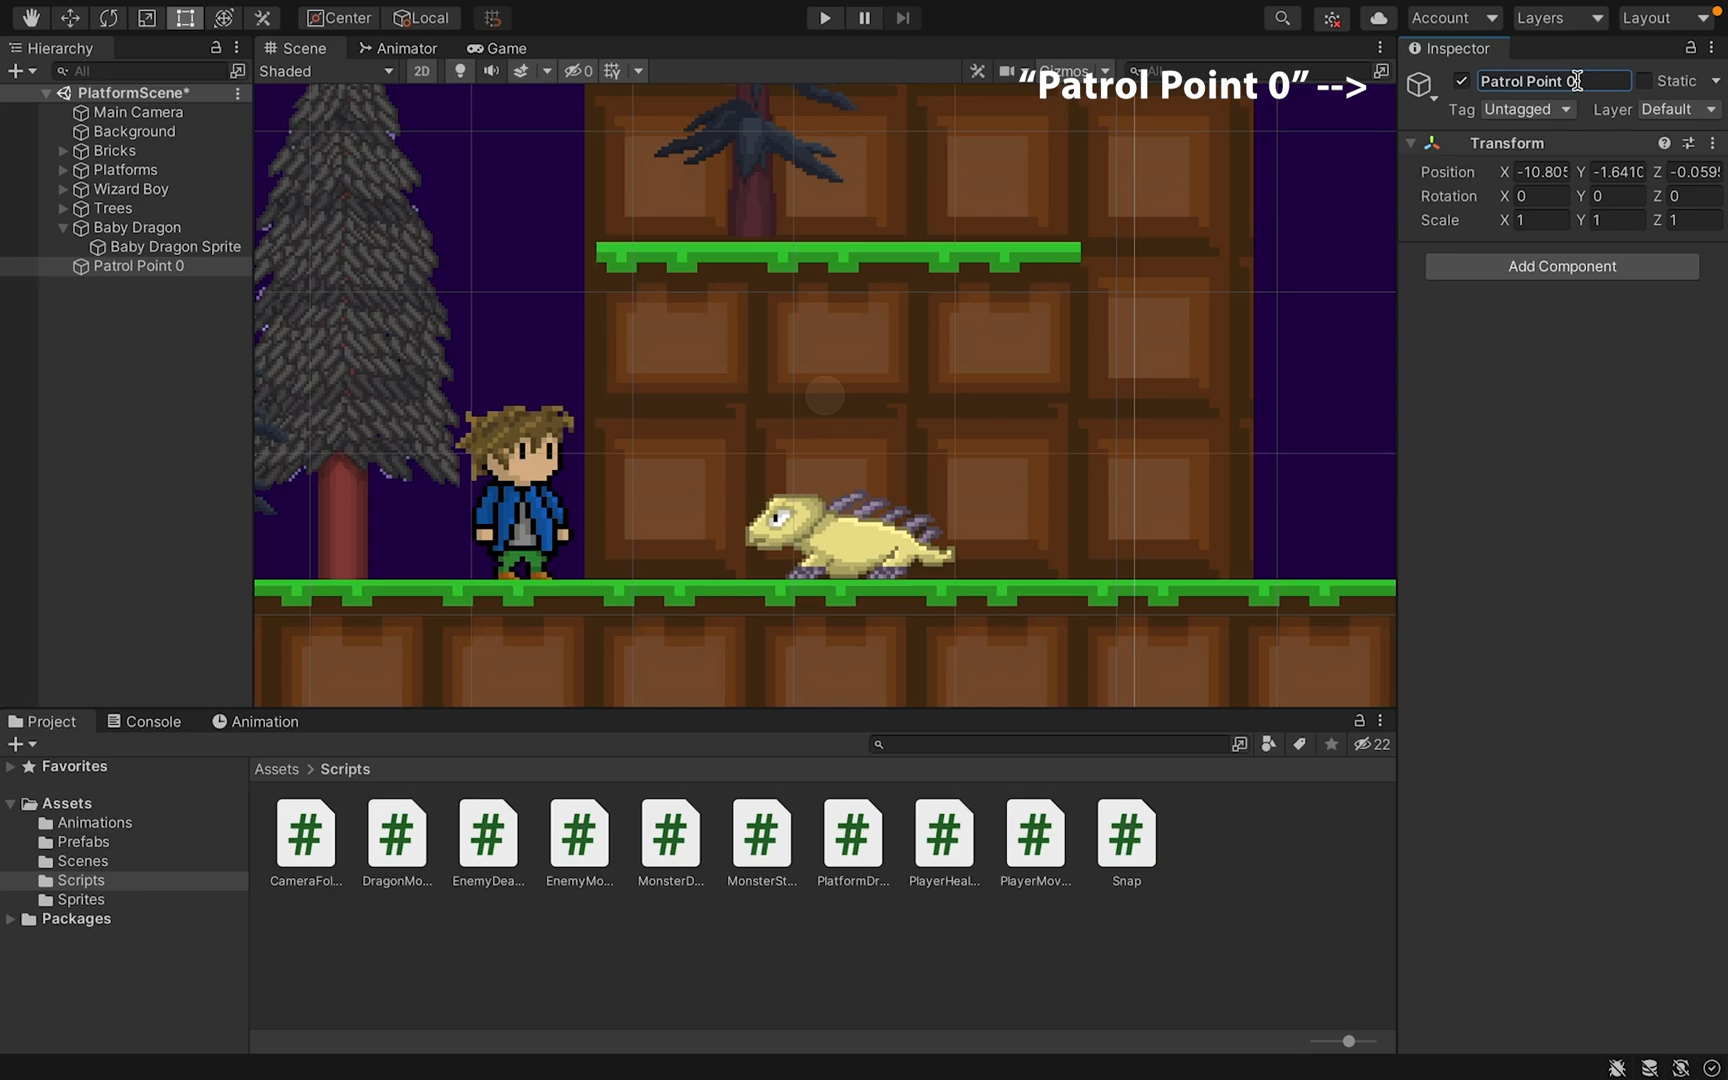 Center
Local
Account
Layers
Layout
Hierarchy
Scene
Animator
Game
Inspector
All
Shaded
2D
0
Gizmos
All
“Patrol Point 0” -->
Patrol Point 0
Static
Tag Untagged
Layer Default
PlatformScene*
Main Camera
Background
Bricks
Platforms
Wizard Boy
Trees
Baby Dragon
Baby Dragon Sprite
Patrol Point 0
Transform
Position X -10.805 Y -1.6410 Z -0.059
Rotation X 0 Y 0 Z 0
Scale X 1 Y 1 Z 1
Add Component
Project
Console
Animation
22
Favorites
Assets
Animations
Prefabs
Scenes
Scripts
Sprites
Packages
Assets > Scripts
CameraFol...
DragonMo...
EnemyDea...
EnemyMo...
MonsterD...
MonsterSt...
PlatformDr...
PlayerHeal...
PlayerMov...
Snap